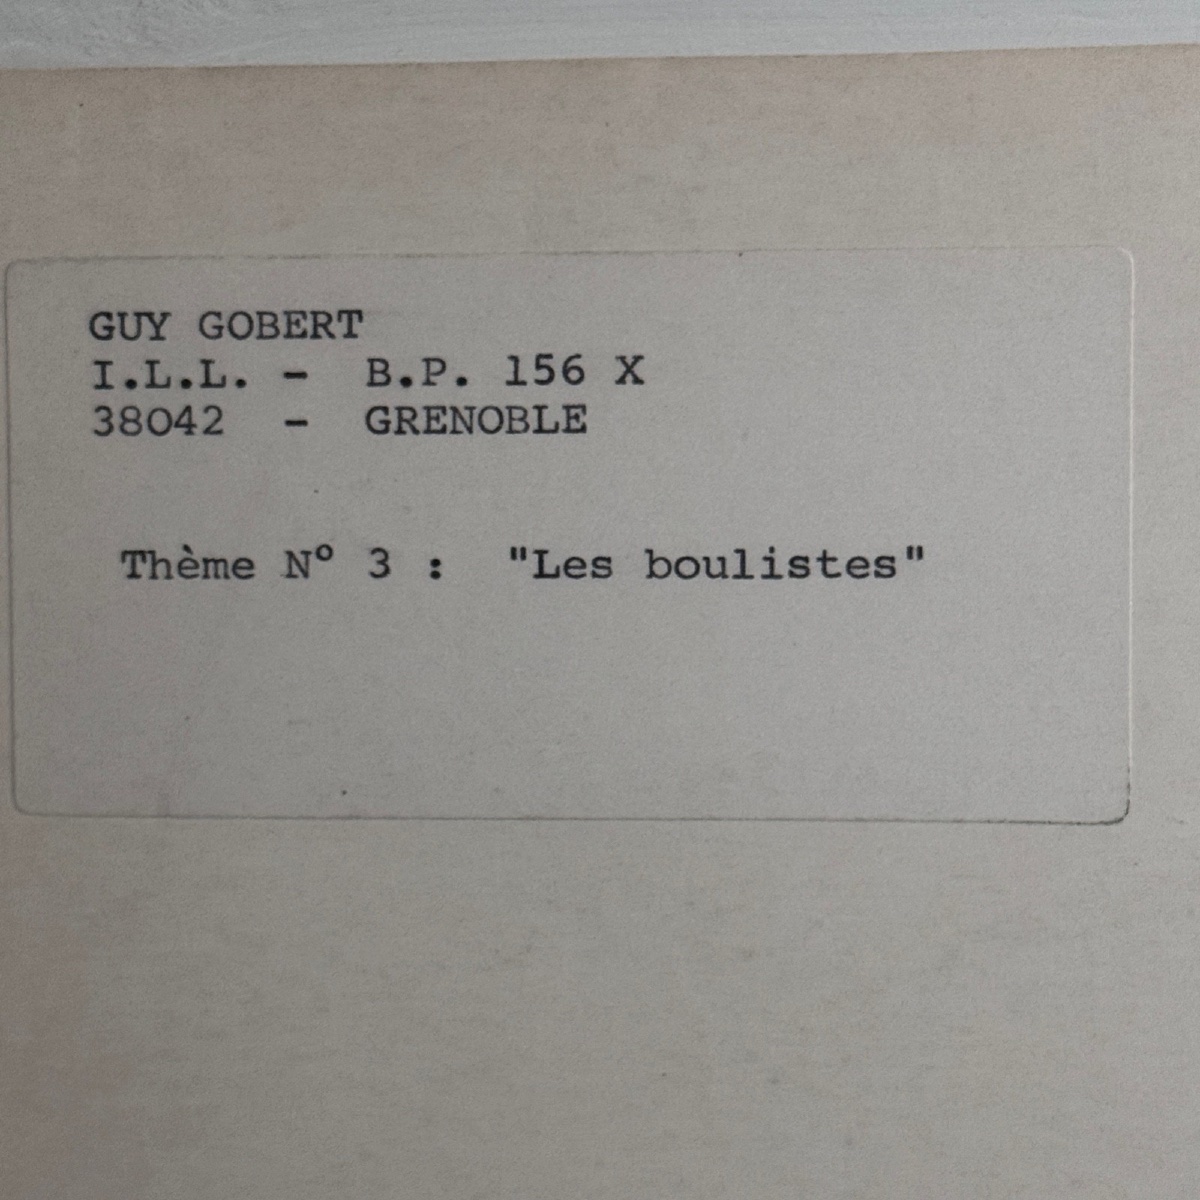 GUY GOBERT
I.L.L. - B.P. 156 X
38042 - GRENOBLE
Thème N° 3 : "Les boulistes"